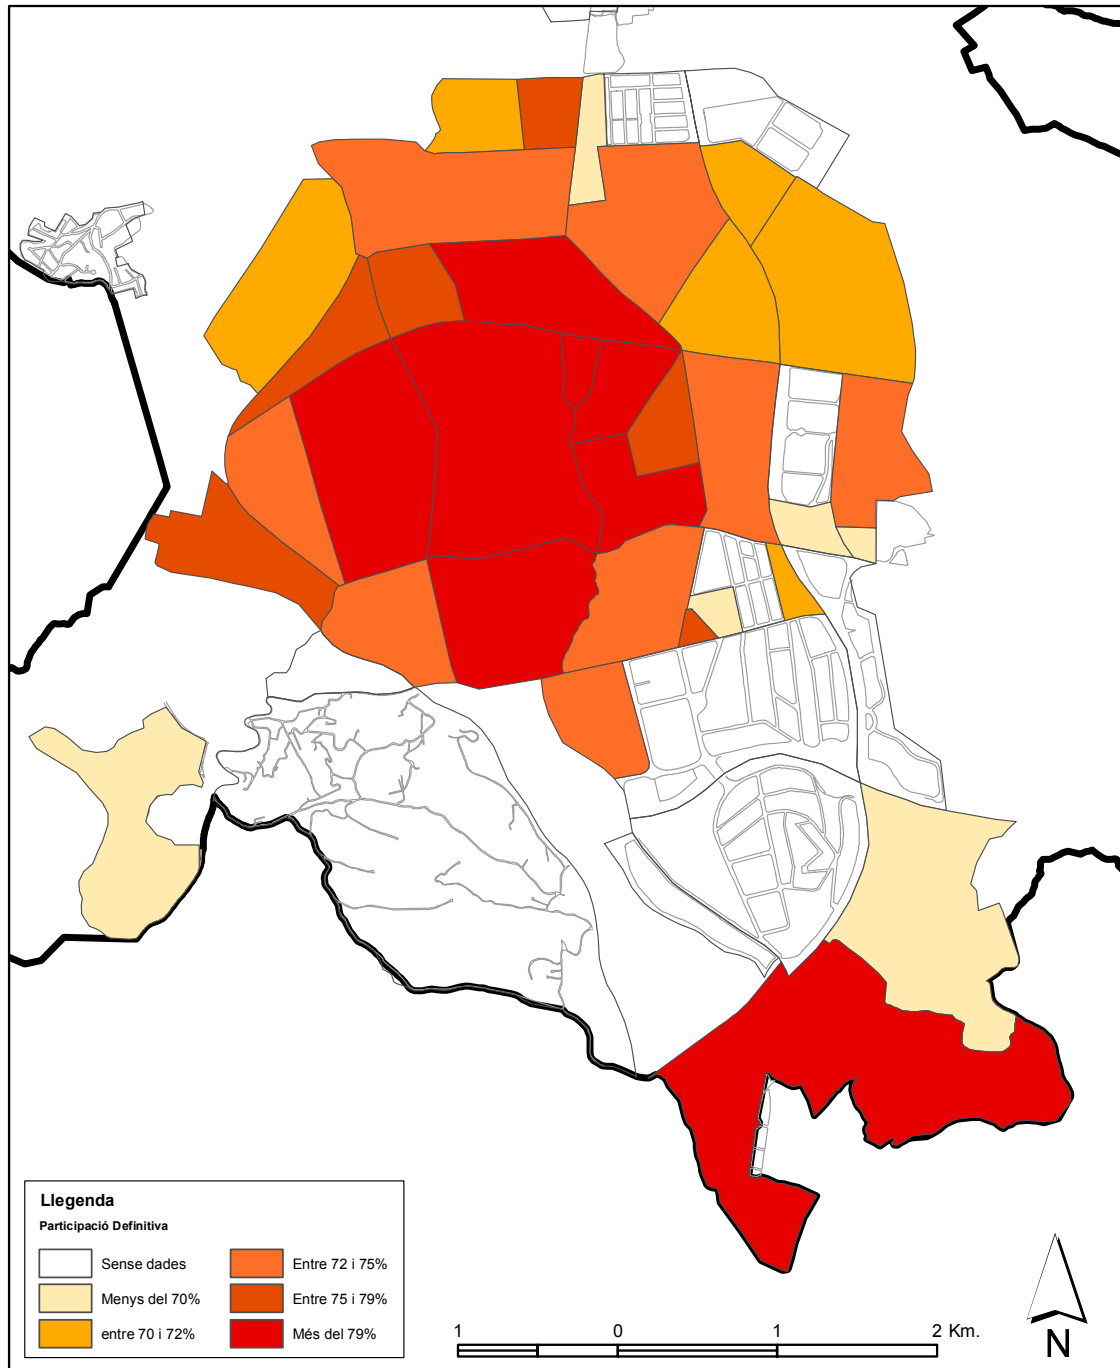 Llegenda
Participació Definitiva
Sense dades
Menys del 70%
entre 70 i 72%
Entre 72 i 75%
Entre 75 i 79%
Més del 79%
1 0 1 2 Km.
N